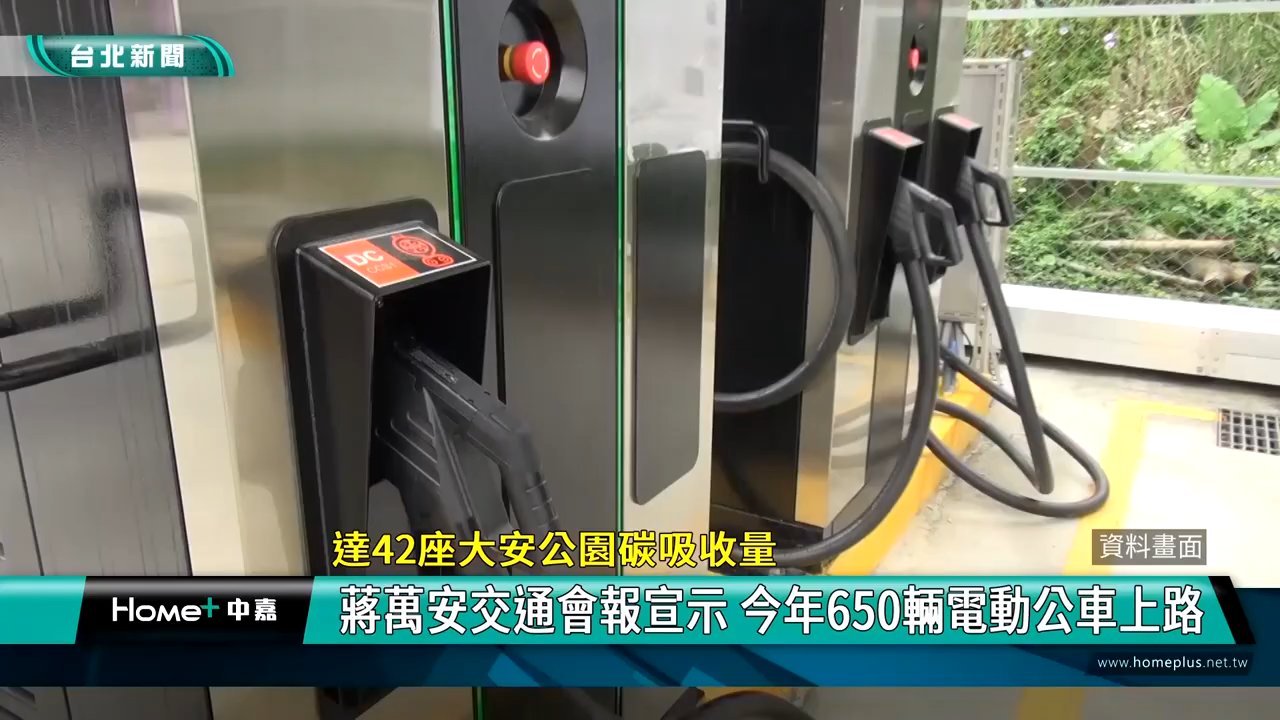 台北新聞
DC
CCS1
達42座大安公園碳吸收量
資料畫面
Home+中嘉
蔣萬安交通會報宣示 今年650輛電動公車上路
www.homeplus.net.tw